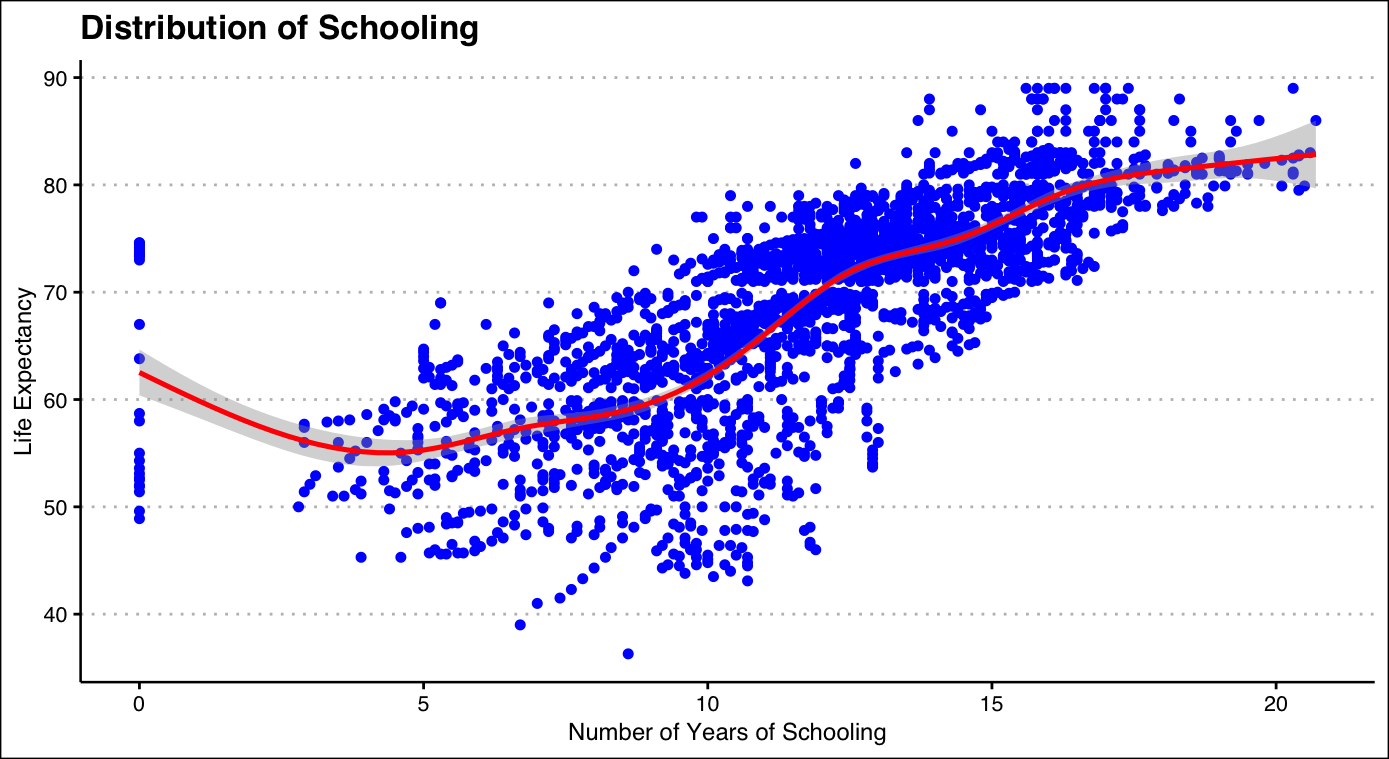 Distribution of Schooling
90
80
70
60
50
40
Life Expectancy
0 5 10 15 20
Number of Years of Schooling